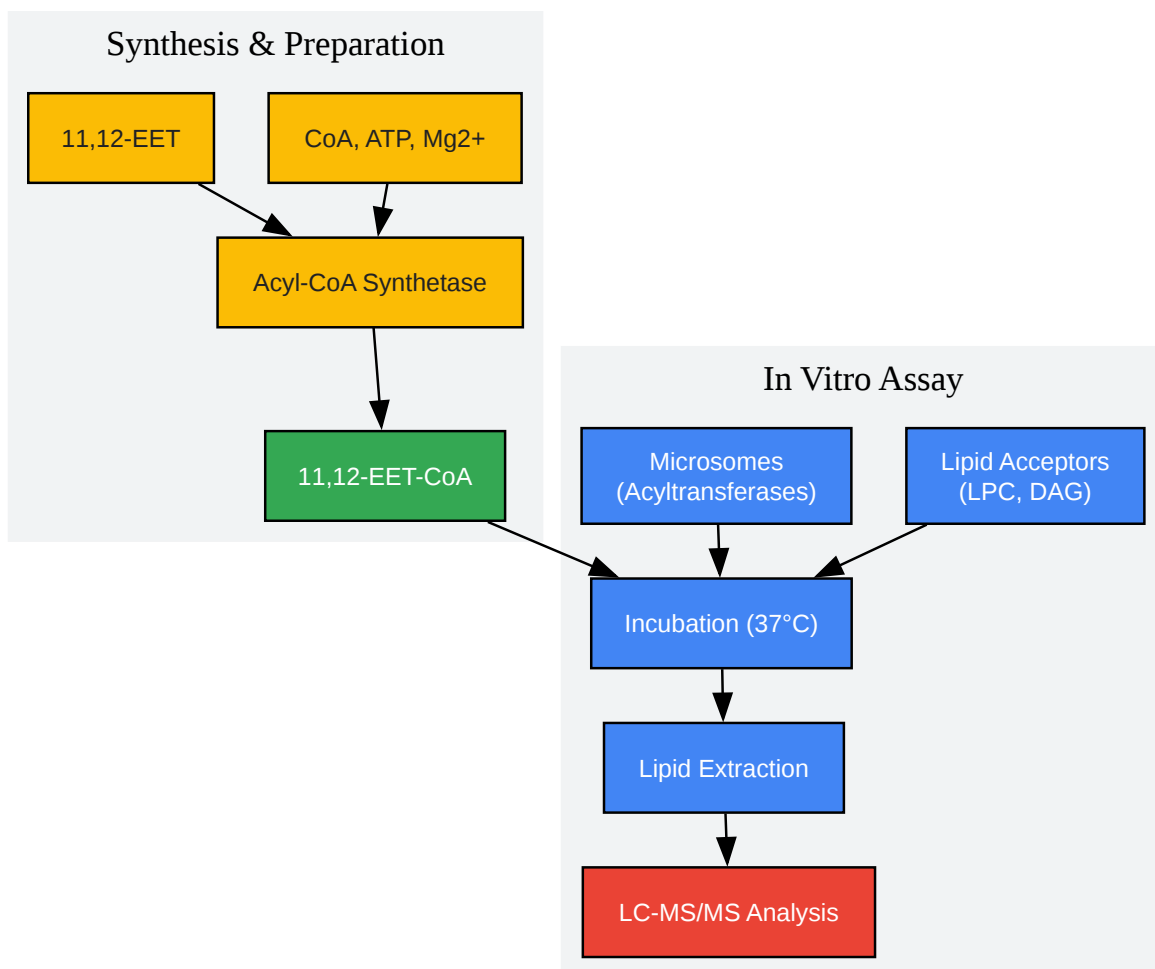 Synthesis & Preparation
11,12-EET
CoA, ATP, Mg2+
Acyl-CoA Synthetase
11,12-EET-CoA
In Vitro Assay
Microsomes
(Acyltransferases)
Lipid Acceptors
(LPC, DAG)
Incubation (37°C)
Lipid Extraction
LC-MS/MS Analysis